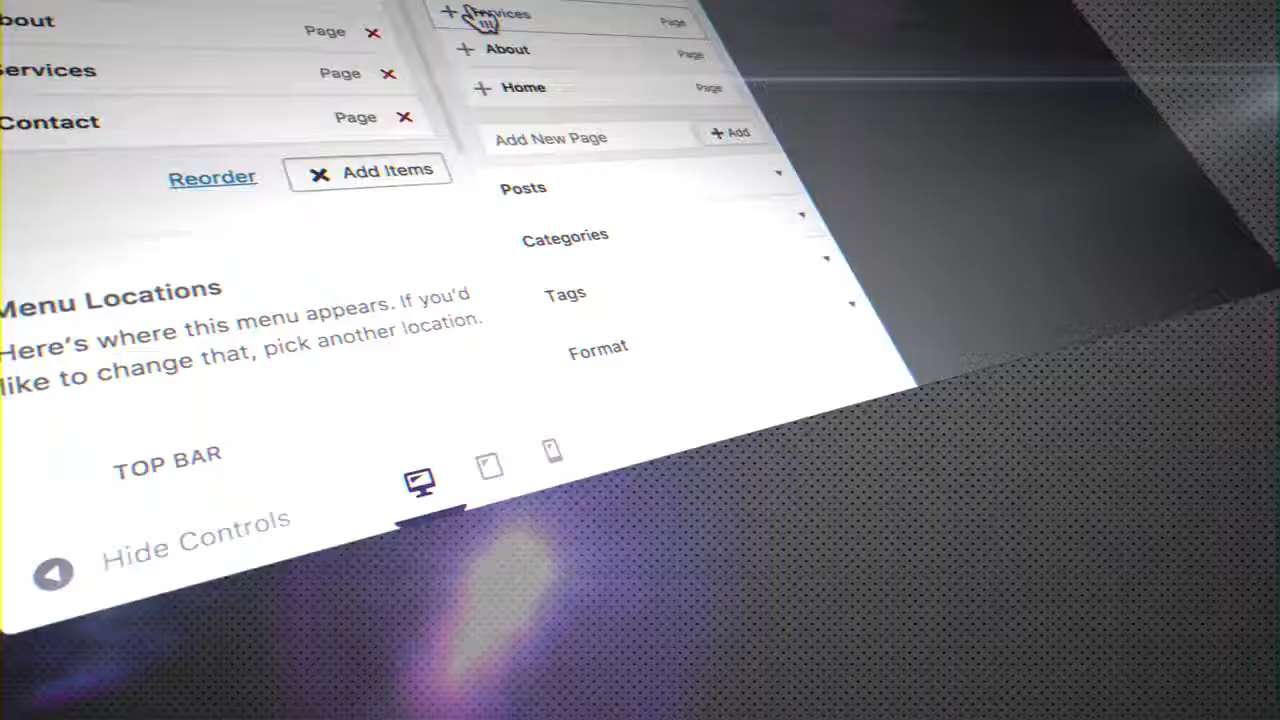 bout Page
ervices Page
Contact Page
Reorder Add Items
Menu Locations
Here's where this menu appears. If you'd
like to change that, pick another location.
TOP BAR
Hide Controls
Services Page
About Page
Home Page
Add New Page Add
Posts
Categories
Tags
Format